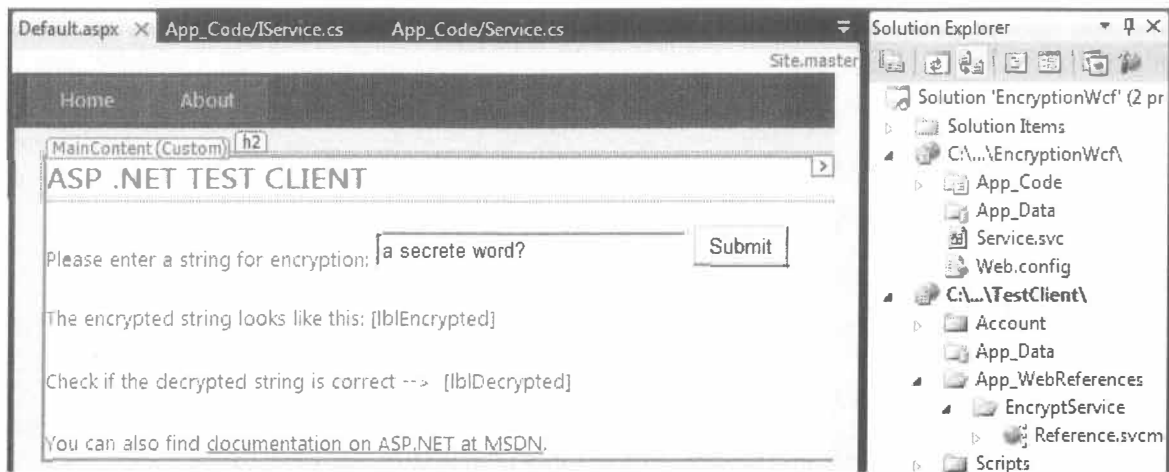 Default.aspx × App_Code/IService.cs App_Code/Service.cs
Site.master
Home About
MainContent (Custom) h2
ASP .NET TEST CLIENT
Please enter a string for encryption: a secrete word? Submit
The encrypted string looks like this: [lblEncrypted]
Check if the decrypted string is correct --> [lblDecrypted]
You can also find documentation on ASP.NET at MSDN.
Solution Explorer
Solution 'EncryptionWcf' (2 pr
Solution Items
C:\...\EncryptionWcf\
App_Code
App_Data
Service.svc
Web.config
C:\...\TestClient\
Account
App_Data
App_WebReferences
EncryptService
Reference.svcm
Scripts